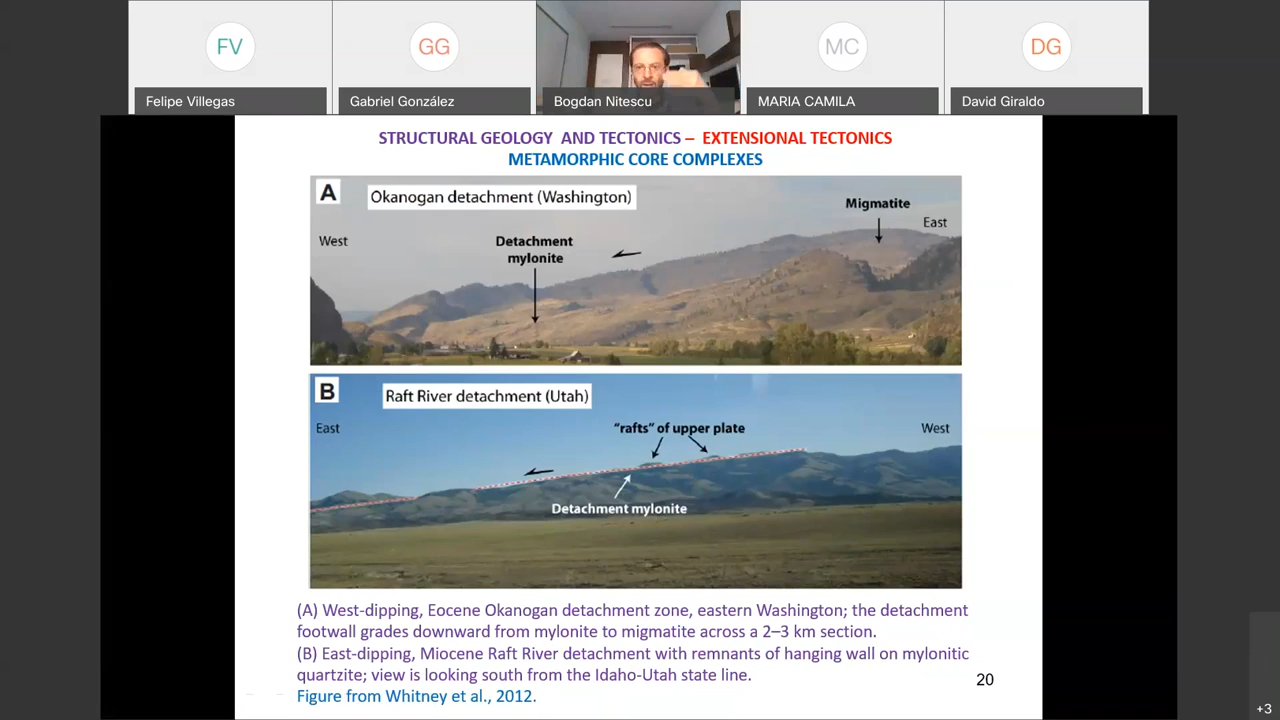 FV
GG
MC
DG
Felipe Villegas
Gabriel González
Bogdan Nitescu
MARIA CAMILA
David Giraldo
STRUCTURAL GEOLOGY AND TECTONICS – EXTENSIONAL TECTONICS
METAMORPHIC CORE COMPLEXES
A
Okanogan detachment (Washington)
Migmatite
East
West
Detachment
mylonite
B
Raft River detachment (Utah)
East
"rafts" of upper plate
West
Detachment mylonite
(A) West-dipping, Eocene Okanogan detachment zone, eastern Washington; the detachment
footwall grades downward from mylonite to migmatite across a 2–3 km section.
(B) East-dipping, Miocene Raft River detachment with remnants of hanging wall on mylonitic
quartzite; view is looking south from the Idaho-Utah state line.
20
Figure from Whitney et al., 2012.
+3